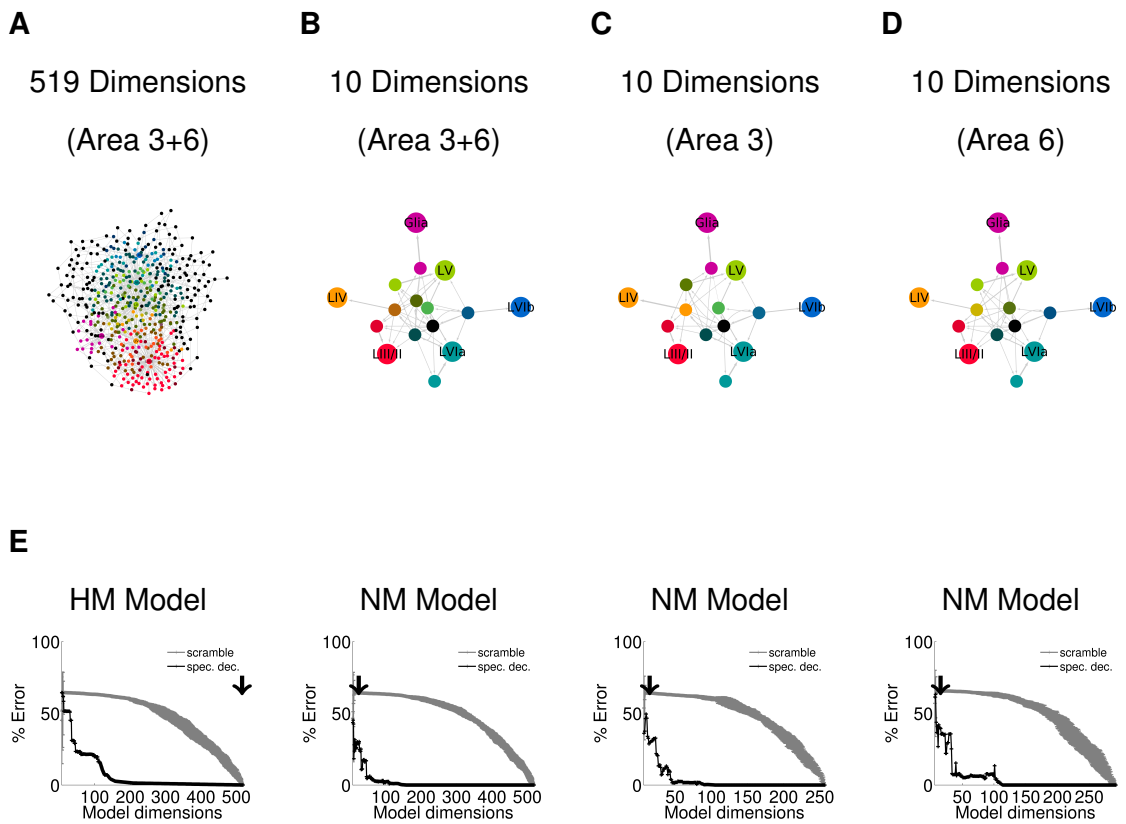 A
B
C
D
519 Dimensions
(Area 3+6)
10 Dimensions
(Area 3+6)
10 Dimensions
(Area 3)
10 Dimensions
(Area 6)
Glia
LV
LIV
LVIb
LIII/II
LVIa
Glia
LV
LIV
LVIb
LIII/II
LVIa
Glia
LV
LIV
LVIb
LIII/II
LVIa
E
HM Model
100
scramble
spec. dec.
% Error
50
0
100 200 300 400 500
Model dimensions
NM Model
100
scramble
spec. dec.
% Error
50
0
100 200 300 400 500
Model dimensions
NM Model
100
scramble
spec. dec.
% Error
50
0
50 100 150 200 250
Model dimensions
NM Model
100
scramble
spec. dec.
% Error
50
0
50 100 150 200 250
Model dimensions